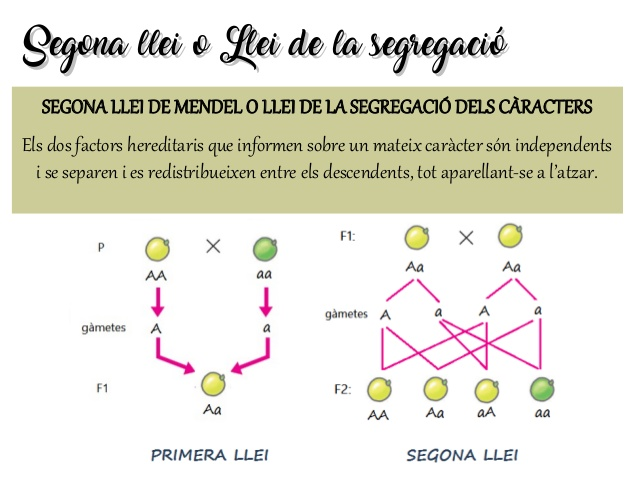 Segona llei o Llei de la segregació
SEGONA LLEI DE MENDEL O LLEI DE LA SEGREGACIÓ DELS CÀRACTERS
Els dos factors hereditaris que informen sobre un mateix caràcter són independents
i se separen i es redistribueixen entre els descendents, tot aparellant-se a l'atzar.
P
AA
aa
gàmetes
A
a
F1
Aa
PRIMERA LLEI
F1:
Aa
Aa
gàmetes
A
a
A
a
F2:
AA
Aa
aA
aa
SEGONA LLEI